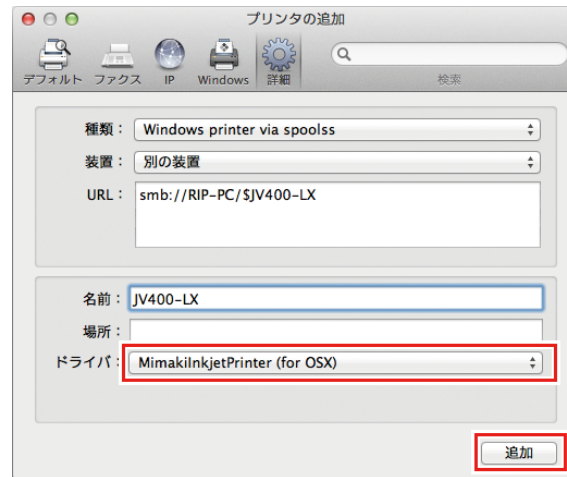 プリンタの追加
デフォルト ファクス IP Windows 詳細 検索
種類： Windows printer via spoolss
装置： 別の装置
URL： smb://RIP-PC/$JV400-LX
名前： JV400-LX
場所：
ドライバ： MimakiInkjetPrinter (for OSX)
追加